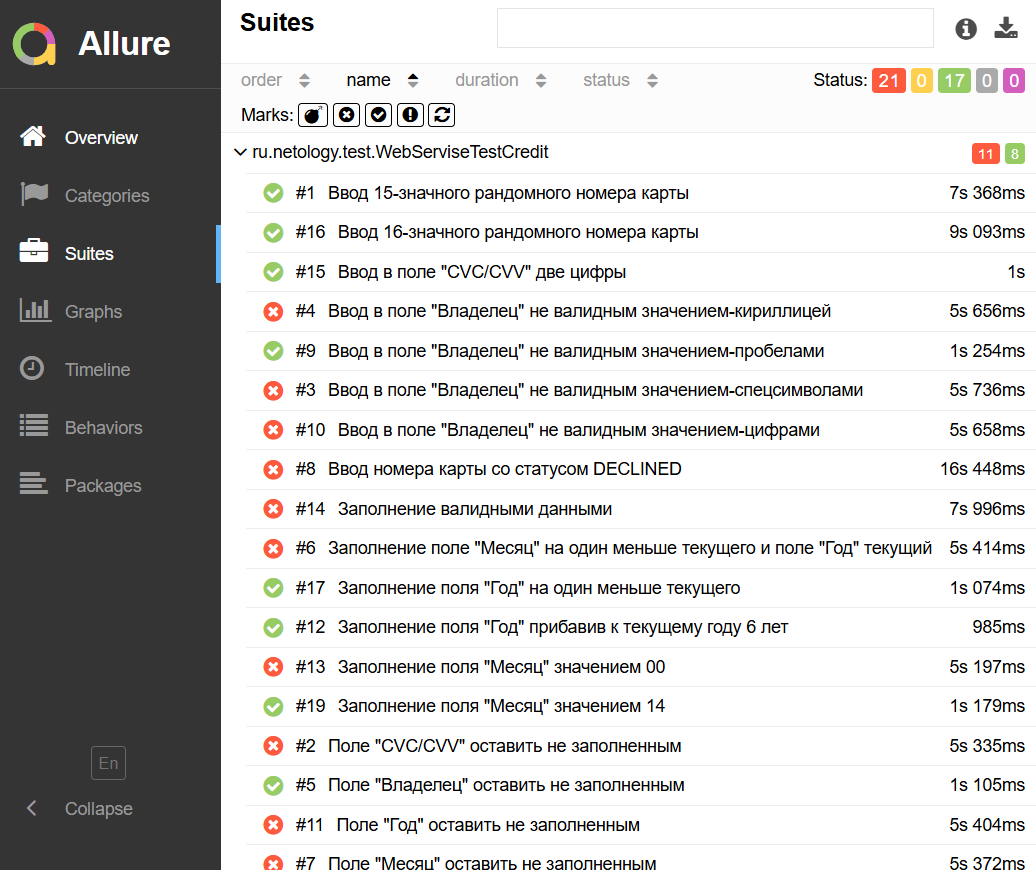 Allure
Overview
Categories
Suites
Graphs
Timeline
Behaviors
Packages
En
Collapse
Suites
order name duration status Status: 21 0 17 0 0
Marks:
ru.netology.test.WebServiseTestCredit 11 8
#1 Ввод 15-значного рандомного номера карты 7s 368ms
#16 Ввод 16-значного рандомного номера карты 9s 093ms
#15 Ввод в поле "CVC/CVV" две цифры 1s
#4 Ввод в поле "Владелец" не валидным значением-кириллицей 5s 656ms
#9 Ввод в поле "Владелец" не валидным значением-пробелами 1s 254ms
#3 Ввод в поле "Владелец" не валидным значением-спецсимволами 5s 736ms
#10 Ввод в поле "Владелец" не валидным значением-цифрами 5s 658ms
#8 Ввод номера карты со статусом DECLINED 16s 448ms
#14 Заполнение валидными данными 7s 996ms
#6 Заполнение поле "Месяц" на один меньше текущего и поле "Год" текущий 5s 414ms
#17 Заполнение поля "Год" на один меньше текущего 1s 074ms
#12 Заполнение поля "Год" прибавив к текущему году 6 лет 985ms
#13 Заполнение поля "Месяц" значением 00 5s 197ms
#19 Заполнение поля "Месяц" значением 14 1s 179ms
#2 Поле "CVC/CVV" оставить не заполненным 5s 335ms
#5 Поле "Владелец" оставить не заполненным 1s 105ms
#11 Поле "Год" оставить не заполненным 5s 404ms
#7 Поле "Месяц" оставить не заполненным 5s 372ms